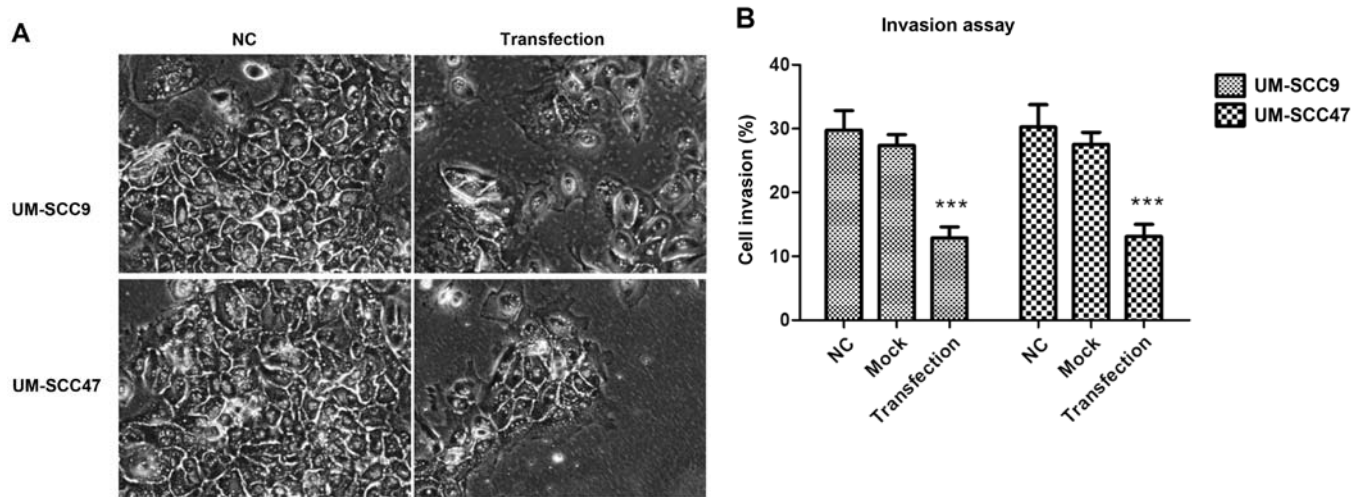 A
NC
Transfection
UM-SCC9
UM-SCC47
B
Invasion assay
Cell invasion (%)
40
30
20
10
0
***
***
NC
Mock
Transfection
NC
Mock
Transfection
UM-SCC9
UM-SCC47